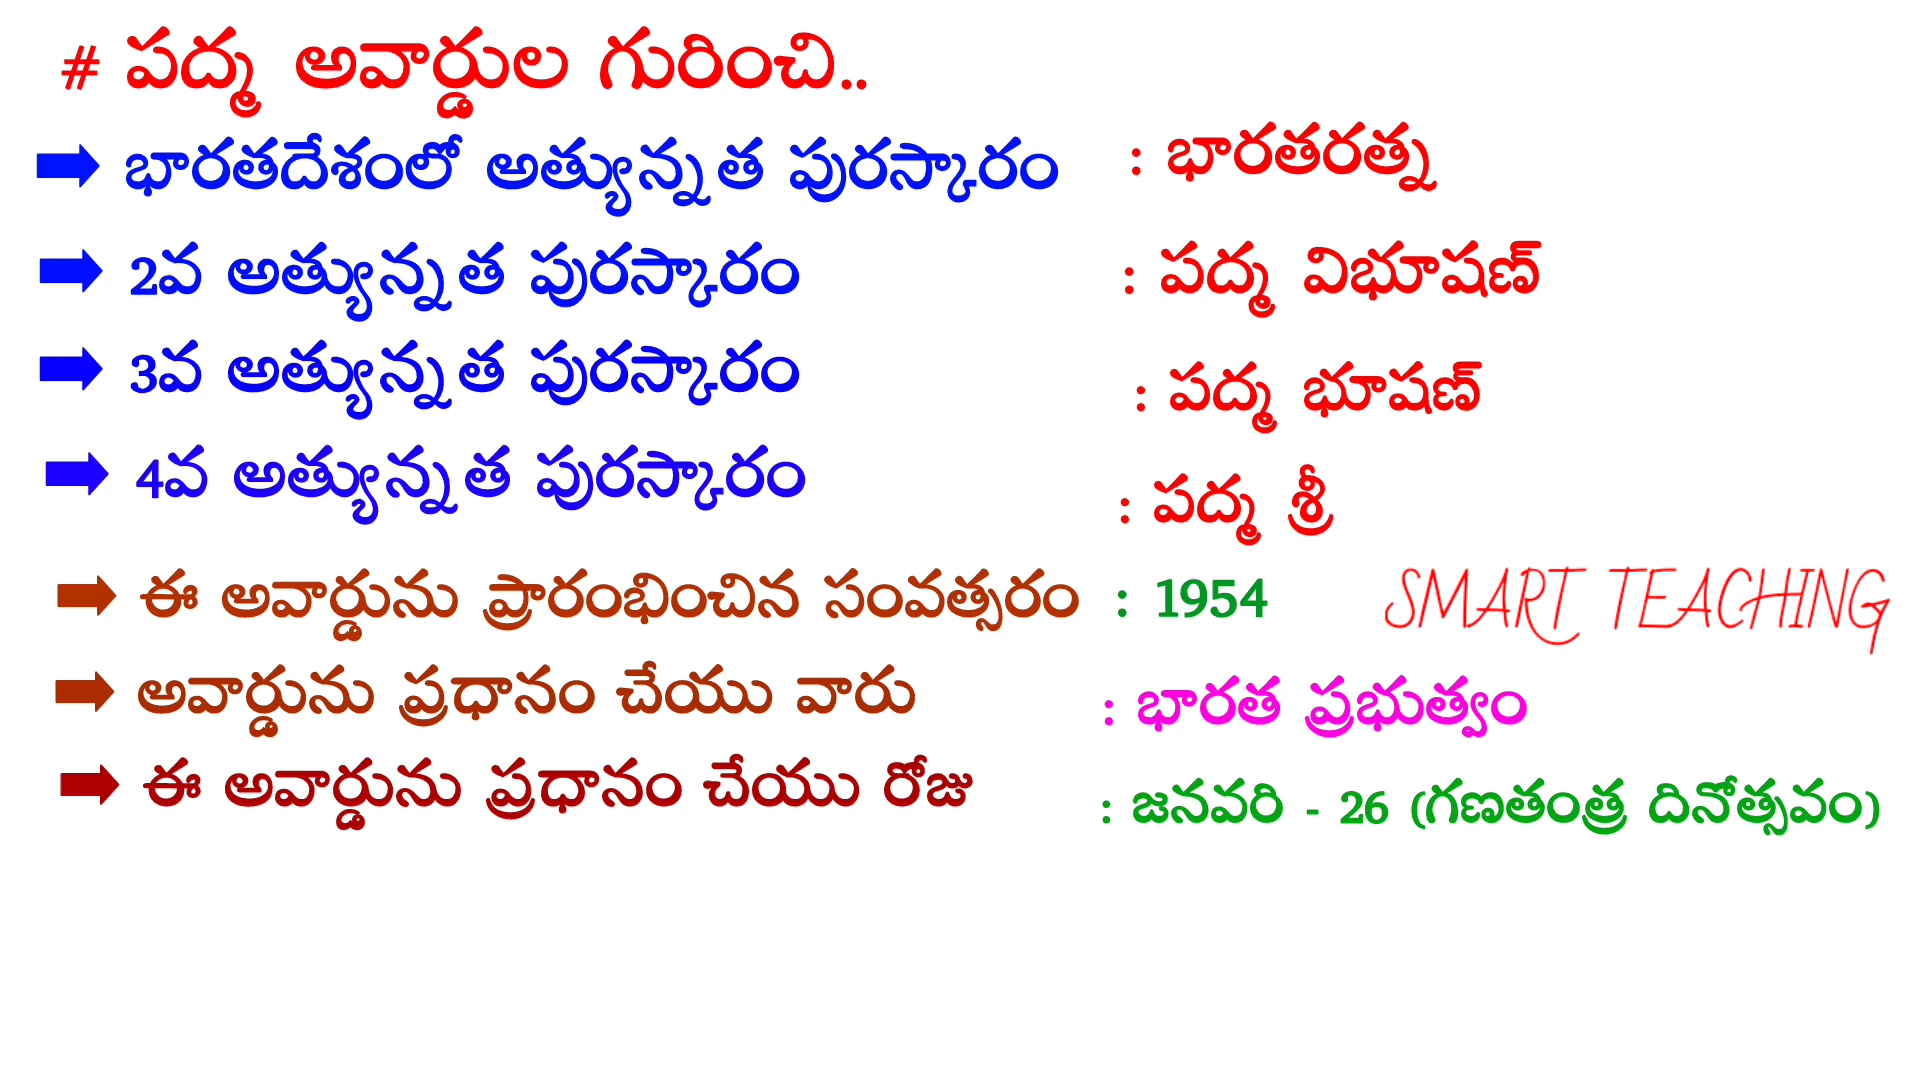 # పద్మ అవార్డుల గురించి..
భారతదేశంలో అత్యున్నత పురస్కారం : భారతరత్న
2వ అత్యున్నత పురస్కారం : పద్మ విభూషణ్
3వ అత్యున్నత పురస్కారం : పద్మ భూషణ్
4వ అత్యున్నత పురస్కారం : పద్మ శ్రీ
ఈ అవార్డును ప్రారంభించిన సంవత్సరం : 1954
SMART TEACHING
అవార్డును ప్రధానం చేయు వారు : భారత ప్రభుత్వం
ఈ అవార్డును ప్రధానం చేయు రోజు : జనవరి - 26 (గణతంత్ర దినోత్సవం)